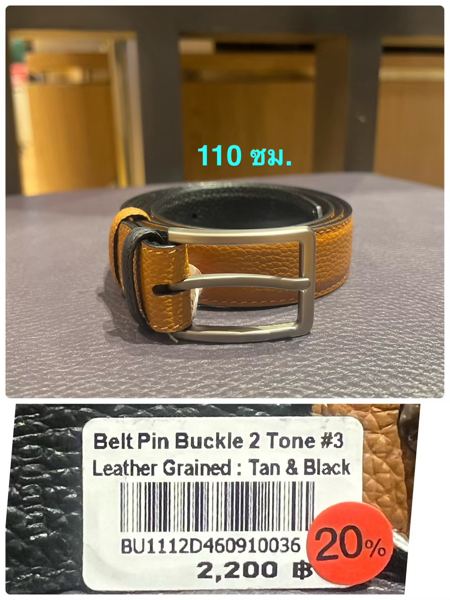 110 ซม.
Belt Pin Buckle 2 Tone #3
Leather Grained : Tan & Black
BU1112D460910036
20%
2,200 ฿